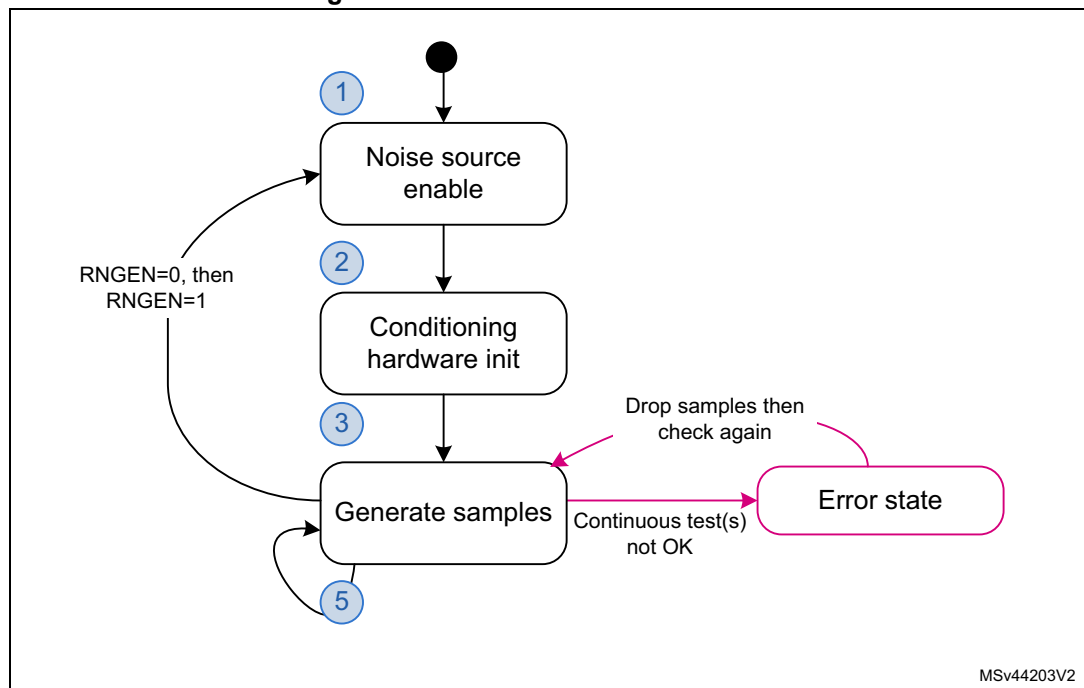 1
Noise source
enable
2
RNGEN=0, then
RNGEN=1
Conditioning
hardware init
3
Drop samples then
check again
Generate samples
Error state
Continuous test(s)
not OK
5
MSv44203V2